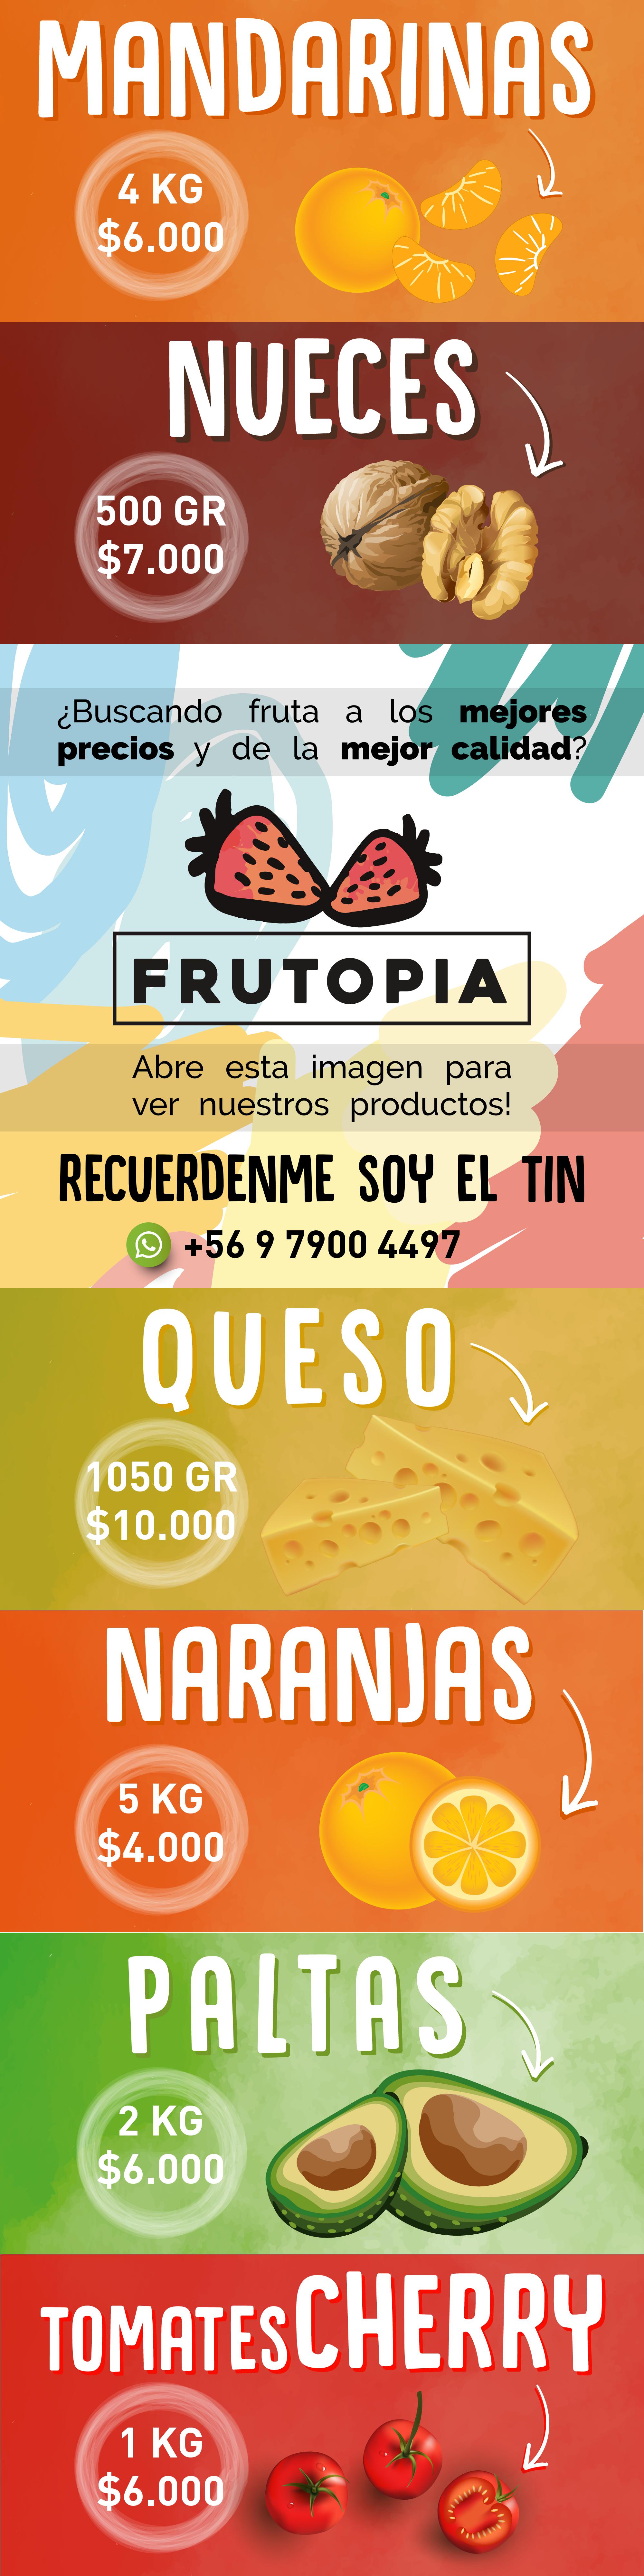 MANDARINAS
4 KG
$6.000
NUECES
500 GR
$7.000
¿Buscando fruta a los mejores
precios y de la mejor calidad?
FRUTOPIA
Abre esta imagen para
ver nuestros productos!
RECUERDENME SOY EL TIN
+56 9 7900 4497
QUESO
1050 GR
$10.000
NARANJAS
5 KG
$4.000
PALTAS
2 KG
$6.000
TOMATES CHERRY
1 KG
$6.000